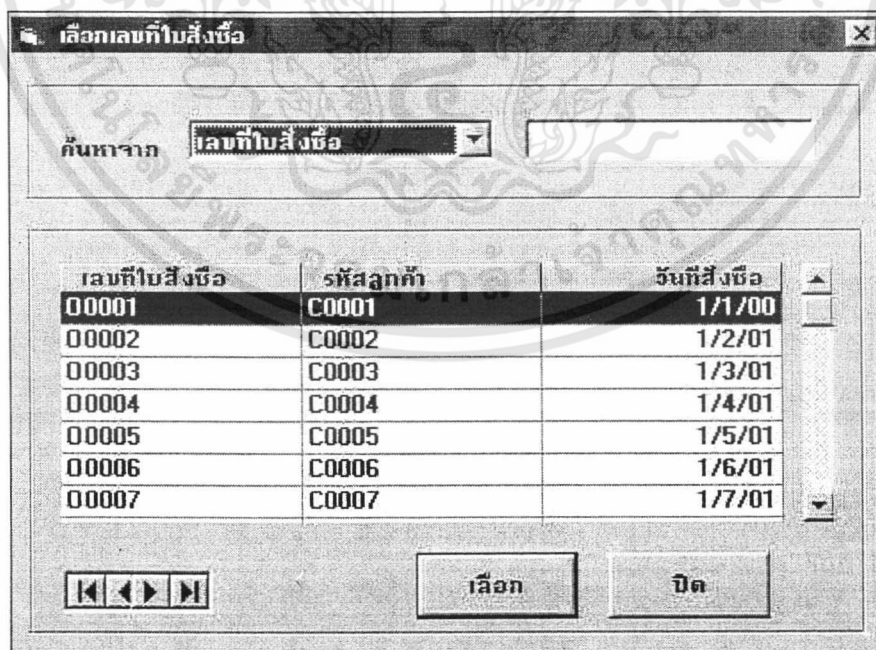 เลือกเลขที่ใบสั่งซื้อ
ค้นหาจาก เลขที่ใบสั่งซื้อ
เลขที่ใบสั่งซื้อ รหัสลูกค้า วันที่สั่งซื้อ
O0001 C0001 1/1/00
O0002 C0002 1/2/01
O0003 C0003 1/3/01
O0004 C0004 1/4/01
O0005 C0005 1/5/01
O0006 C0006 1/6/01
O0007 C0007 1/7/01
เลือก ปิด